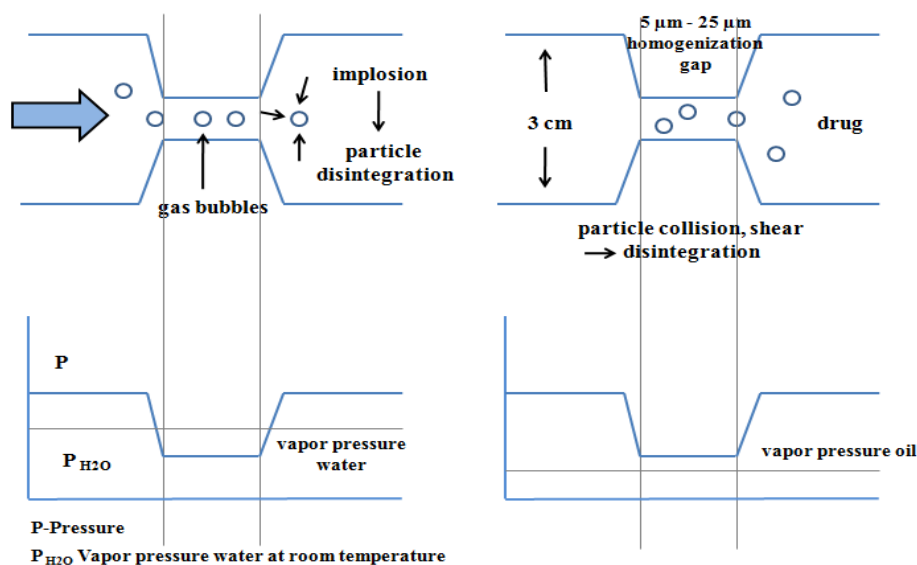 implosion
particle
disintegration
gas bubbles
5 μm - 25 μm
homogenization
gap
3 cm
drug
particle collision, shear
disintegration
P
P H2O
vapor pressure
water
vapor pressure oil
P-Pressure
P H2O Vapor pressure water at room temperature